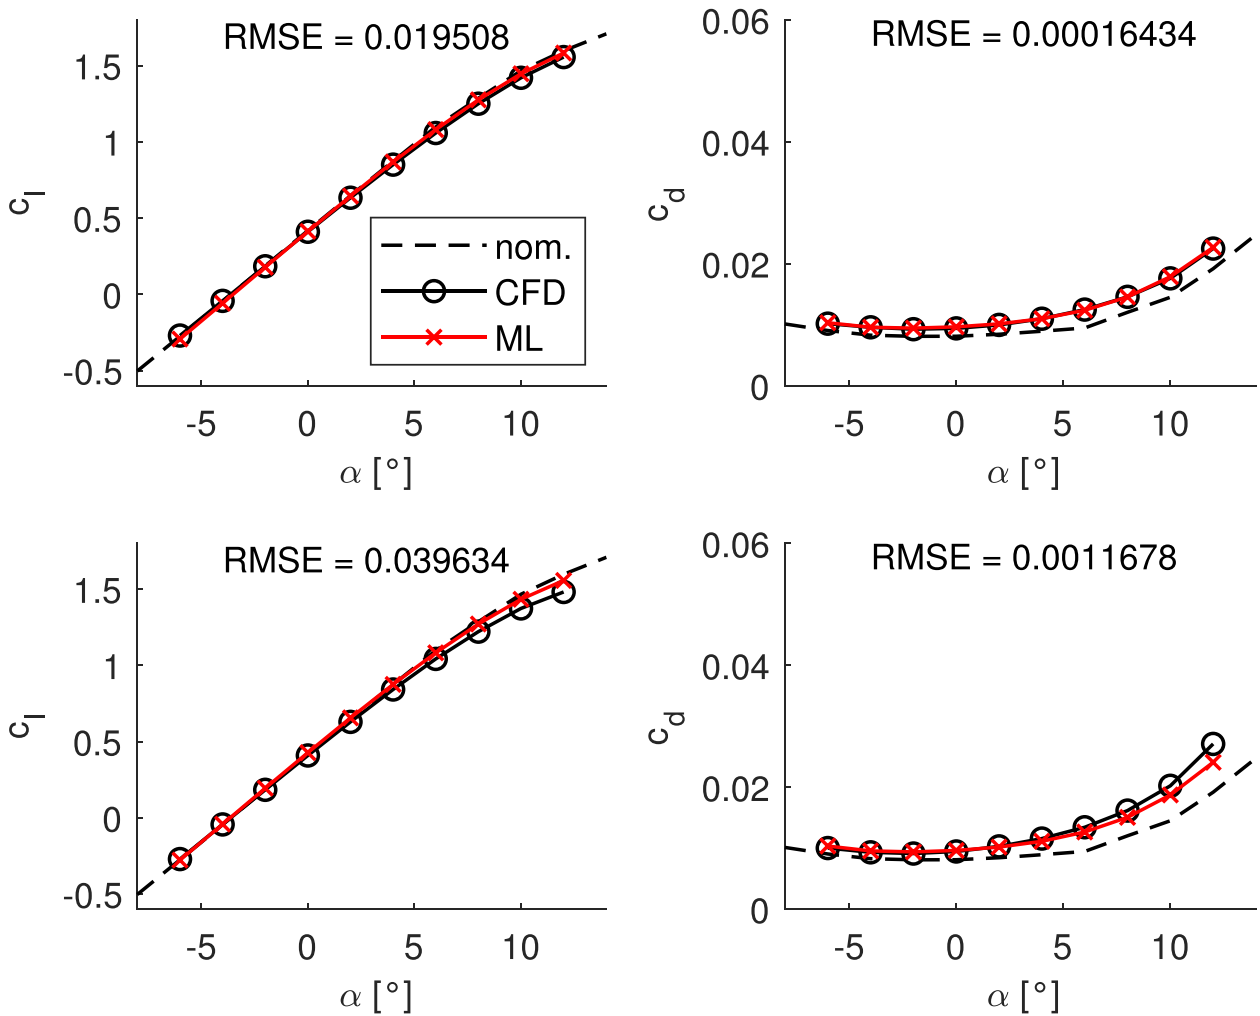 RMSE = 0.019508
1.5
1
0.5
0
-0.5
c_l
-5 0 5 10
α [°]
nom.
CFD
ML
RMSE = 0.00016434
0.06
0.04
0.02
0
c_d
-5 0 5 10
α [°]
RMSE = 0.039634
1.5
1
0.5
0
-0.5
c_l
-5 0 5 10
α [°]
RMSE = 0.0011678
0.06
0.04
0.02
0
c_d
-5 0 5 10
α [°]